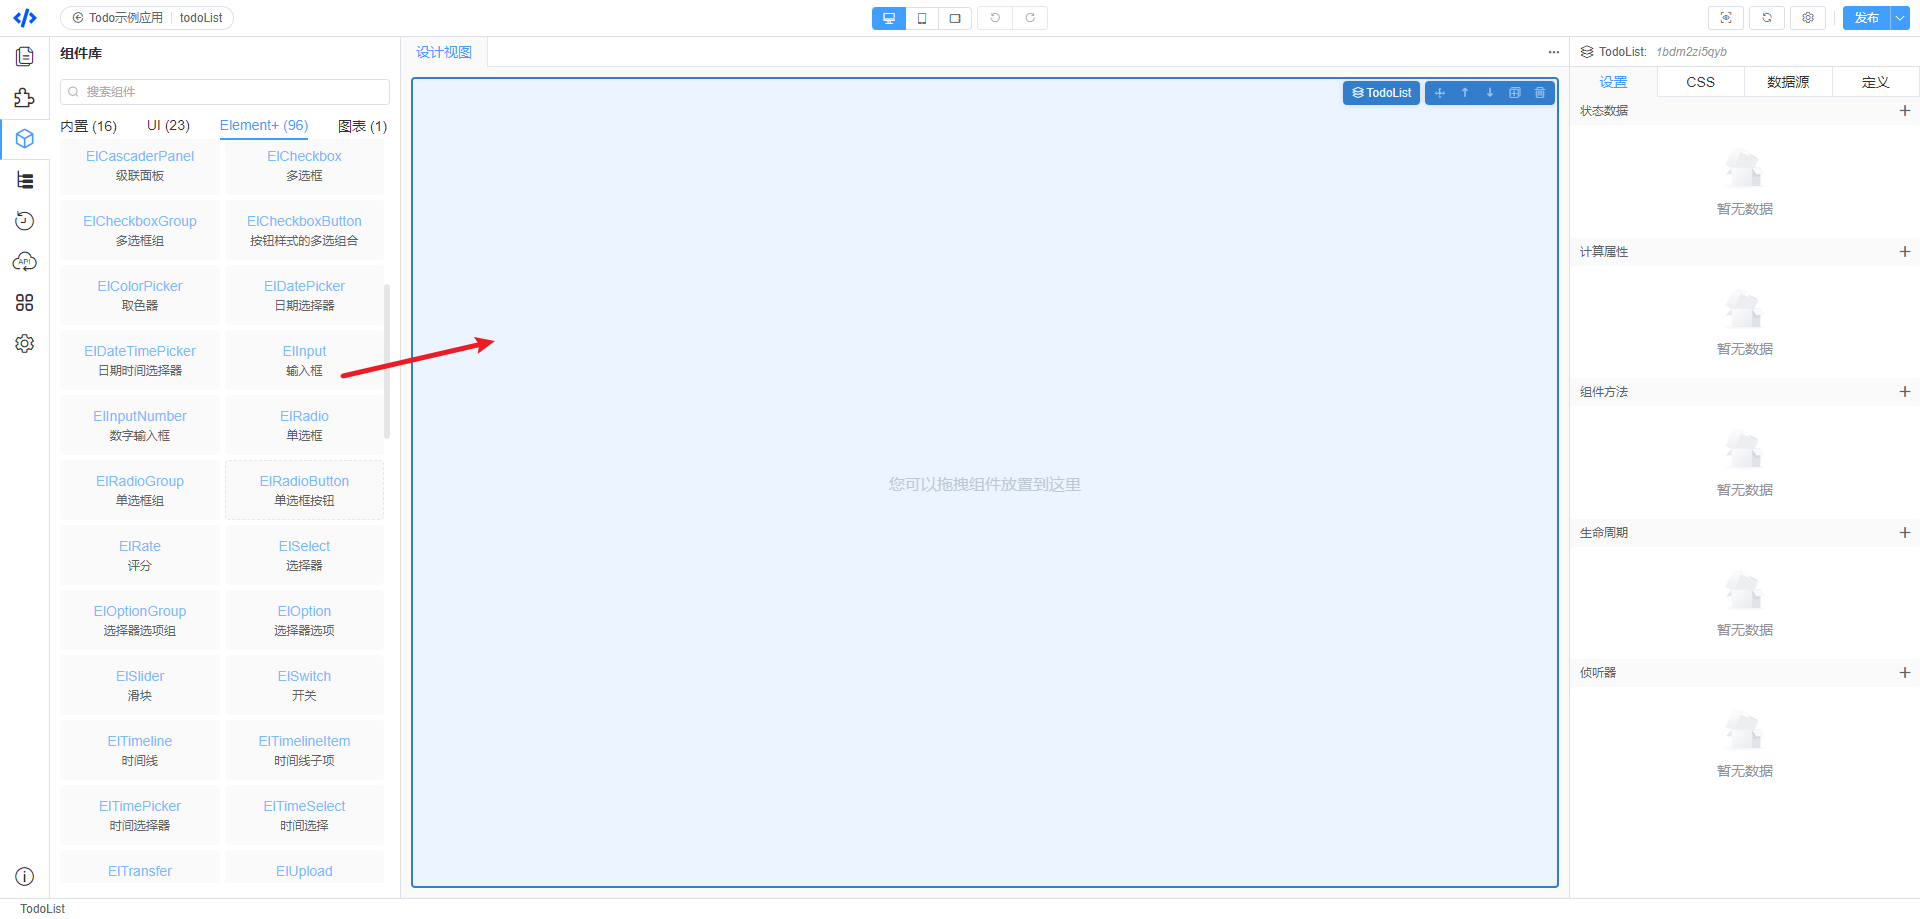 Todo示例应用
todoList
发布
组件库
搜索组件
内置 (16)
UI (23)
Element+ (96)
图表 (1)
ElCascaderPanel
级联面板
ElCheckbox
多选框
ElCheckboxGroup
多选框组
ElCheckboxButton
按钮样式的多选组合
ElColorPicker
取色器
ElDatePicker
日期选择器
ElDateTimePicker
日期时间选择器
ElInput
输入框
ElInputNumber
数字输入框
ElRadio
单选框
ElRadioGroup
单选框组
ElRadioButton
单选框按钮
ElRate
评分
ElSelect
选择器
ElOptionGroup
选择器选项组
ElOption
选择器选项
ElSlider
滑块
ElSwitch
开关
ElTimeline
时间线
ElTimelineItem
时间线子项
ElTimePicker
时间选择器
ElTimeSelect
时间选择
ElTransfer
ElUpload
API
设计视图
TodoList
您可以拖拽组件放置到这里
TodoList:
1bdm2zi5qyb
设置
CSS
数据源
定义
状态数据
暂无数据
计算属性
暂无数据
组件方法
暂无数据
生命周期
暂无数据
侦听器
暂无数据
TodoList